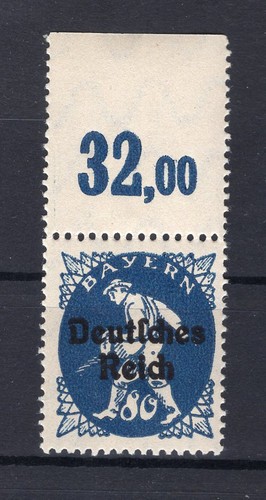 32,00
BAYERN
Deutſches
Reich
80